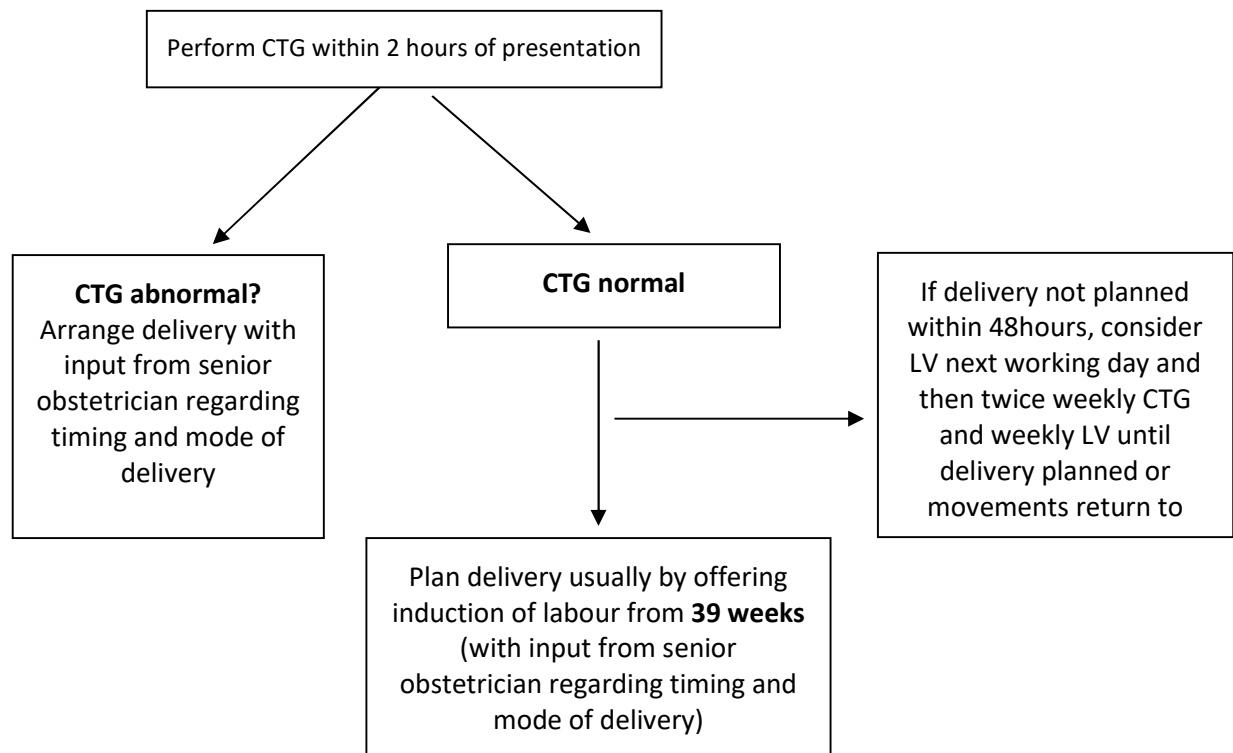 Perform CTG within 2 hours of presentation
CTG abnormal?
Arrange delivery with
input from senior
obstetrician regarding
timing and mode of
delivery
CTG normal
If delivery not planned
within 48hours, consider
LV next working day and
then twice weekly CTG
and weekly LV until
delivery planned or
movements return to
Plan delivery usually by offering
induction of labour from 39 weeks
(with input from senior
obstetrician regarding timing and
mode of delivery)